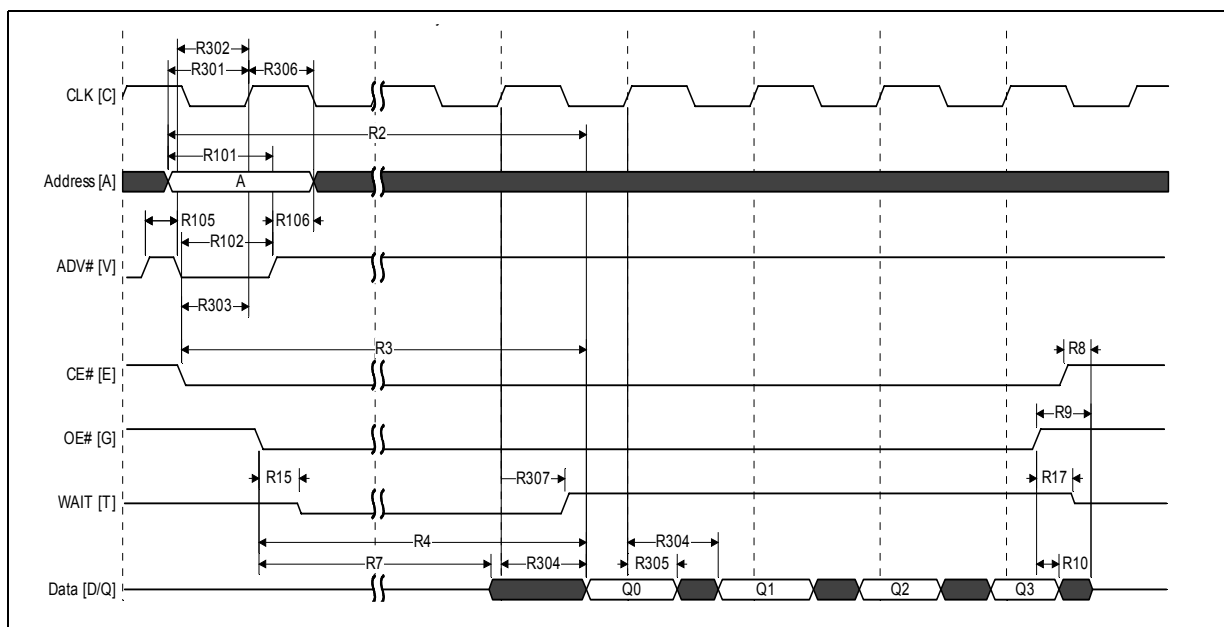 R302
R301 R306
CLK [C]
R2
R101
Address [A] A
R105 R106
R102
ADV# [V]
R303
R3 R8
CE# [E]
R9
OE# [G]
R15 R307 R17
WAIT [T]
R4 R304
R7 R304 R305 R10
Data [D/Q] Q0 Q1 Q2 Q3